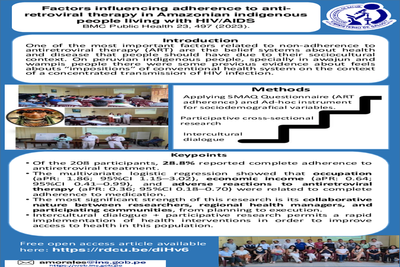 Factors influencing adherence to anti-
retroviral therapy in Amazonian indigenous
people living with HIV/AIDS
BMC Public Health 23, 497 (2023).
Introduction
One of the most important factors related to non-adherence to
antiretroviral therapy (ART) are the belief systems about health
and disease that people should have due to their sociocultural
context. On peruvian indigenous people, specially in awajun and
wampis people there were some previous evidence about feels
about "impositions" of conventional health system on the context
of a concentrated transmission of HIV infection.
Methods
Applying SMAQ Questionnaire (ART
adherence) and Ad-hoc instrument
for sociodemografical variables.
Participative cross-sectional
research
Intercultural
dialogue
Keypoints
•Of the 208 participants, 28.8% reported complete adherence to
antiretroviral treatment.
•The multivariate logistic regression showed that occupation
(aPR: 1.86; 95%CI 1.15–3.02), economic income (aPR: 0.64;
95%CI 0.41–0.99), and adverse reactions to antiretroviral
therapy (aPR: 0.36; 95%CI 0.18–0.70) were related to complete
adherence to medication.
•The most significant strength of this research is its collaborative
nature between researchers, regional health managers, and
participating communities, from planning to execution.
•Intercultural dialogue + participative research permits a rapid
implementation of health interventions in order to improve
access to health in this population.
Free open access article available
here: https://rdcu.be/diHv6
amorales@ins.gob.pe